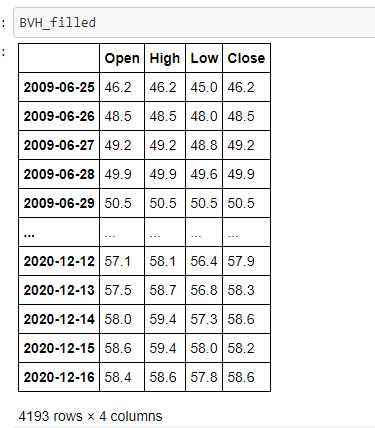 : BVH_filled
:
Open High Low Close
2009-06-25 46.2 46.2 45.0 46.2
2009-06-26 48.5 48.5 48.0 48.5
2009-06-27 49.2 49.2 48.8 49.2
2009-06-28 49.9 49.9 49.6 49.9
2009-06-29 50.5 50.5 50.5 50.5
... ... ... ... ...
2020-12-12 57.1 58.1 56.4 57.9
2020-12-13 57.5 58.7 56.8 58.3
2020-12-14 58.0 59.4 57.3 58.6
2020-12-15 58.6 59.4 58.0 58.2
2020-12-16 58.4 58.6 57.8 58.6
4193 rows × 4 columns